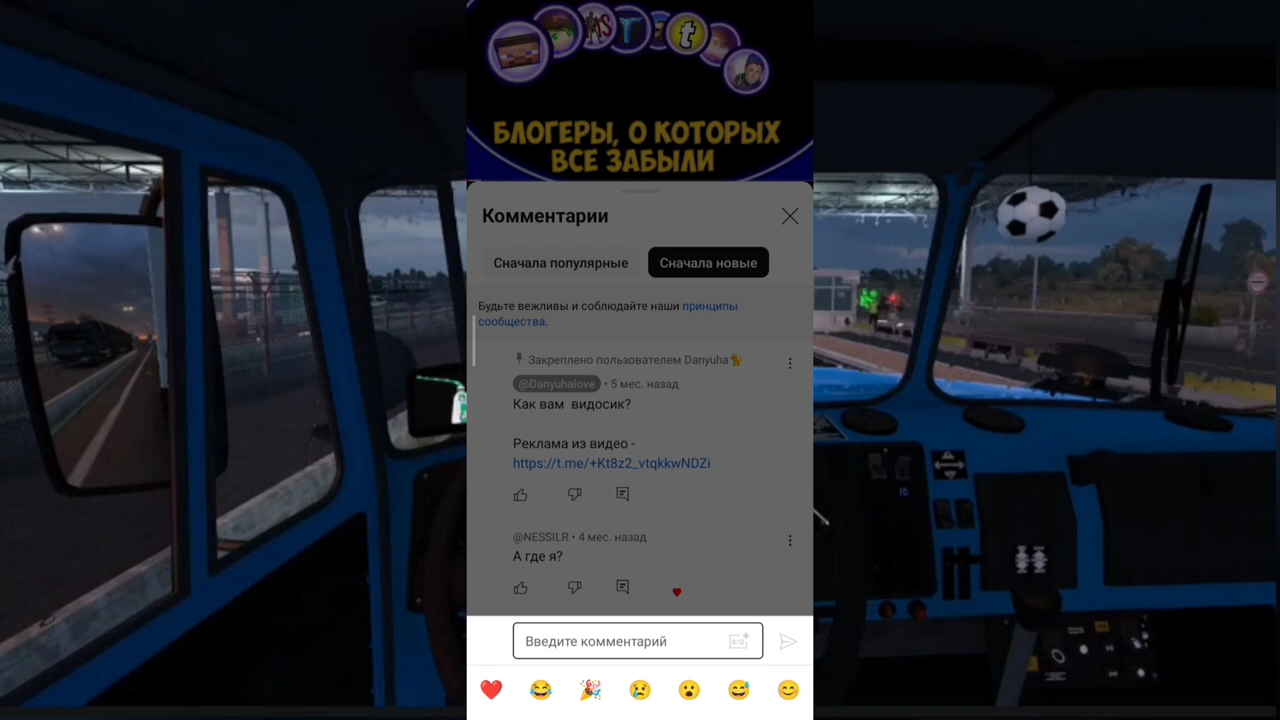 t
БЛОГЕРЫ, О КОТОРЫХ
ВСЕ ЗАБЫЛИ
Комментарии
Сначала популярные
Сначала новые
Будьте вежливы и соблюдайте наши принципы
сообщества.
Закреплено пользователем Danyuha🐈
@Danyuhalove • 5 мес. назад
Как вам видосик?
Реклама из видео -
https://t.me/+Kt8z2_vtqkkwNDZi
@NESSILR • 4 мес. назад
А где я?
Введите комментарий